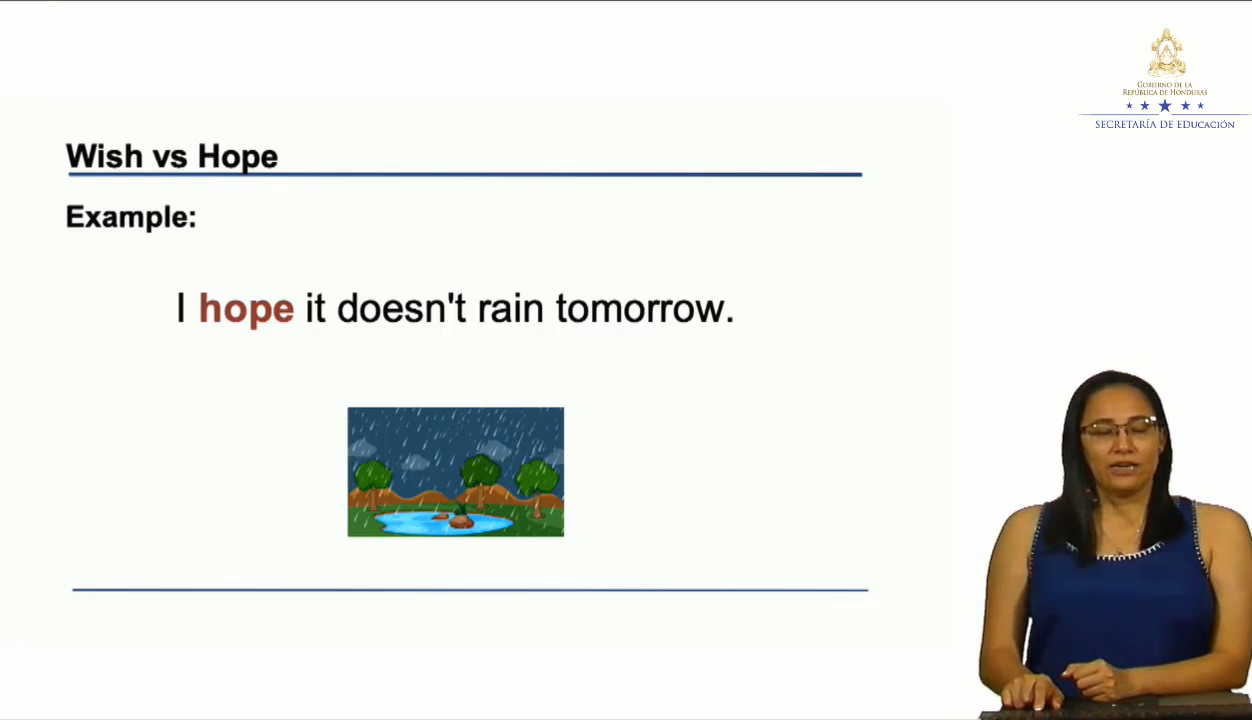 Wish vs Hope
Example:
I hope it doesn't rain tomorrow.
GOBIERNO DE LA
REPÚBLICA DE HONDURAS
SECRETARÍA DE EDUCACIÓN